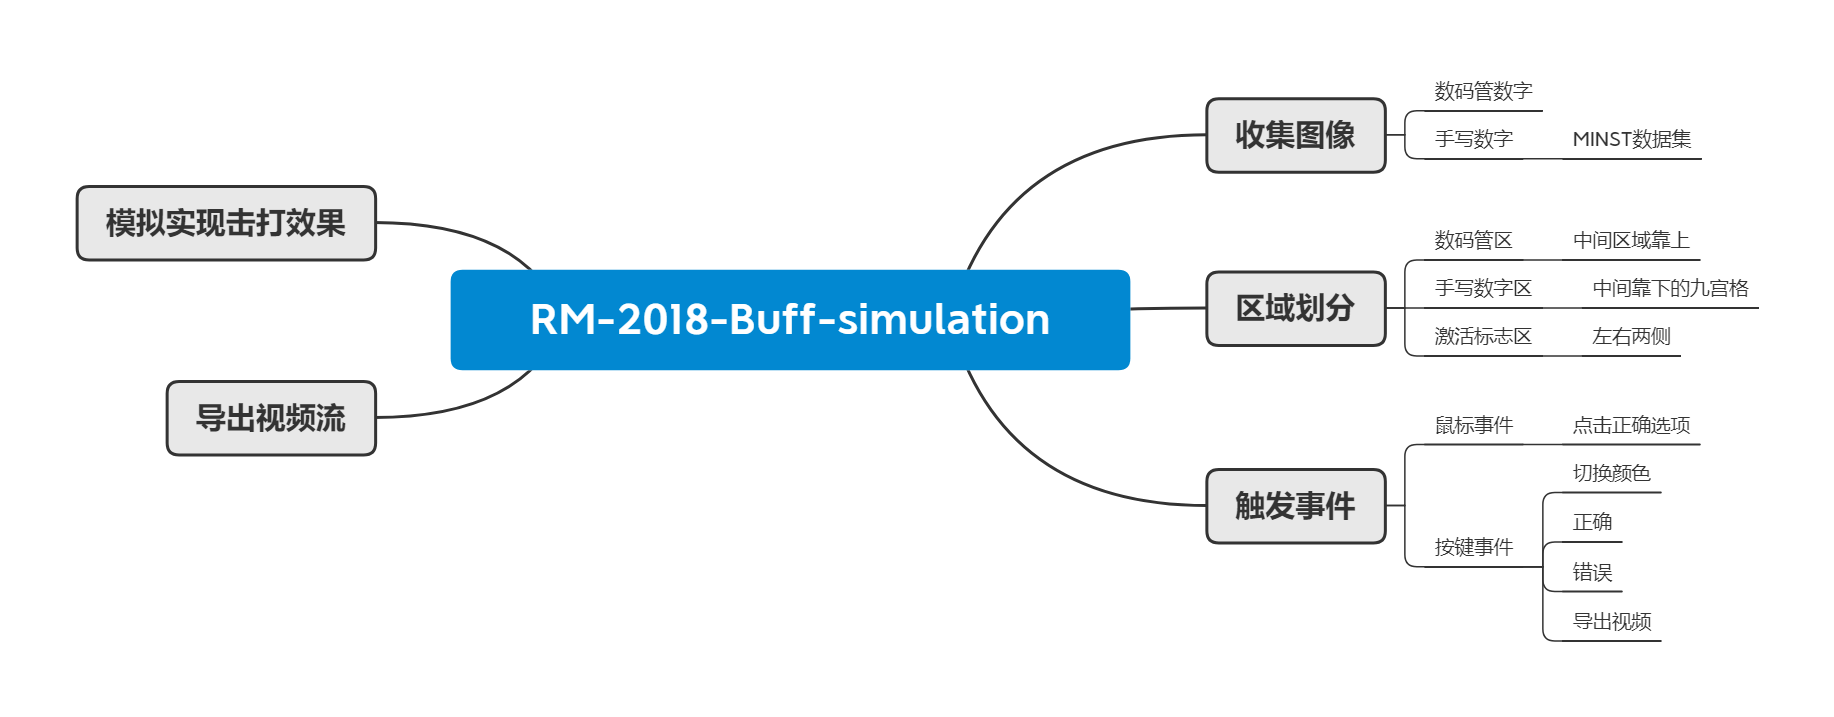 RM-2018-Buff-simulation
收集图像
数码管数字
手写数字
MINST数据集
区域划分
数码管区
中间区域靠上
手写数字区
中间靠下的九宫格
激活标志区
左右两侧
触发事件
鼠标事件
点击正确选项
按键事件
切换颜色
正确
错误
导出视频
模拟实现击打效果
导出视频流